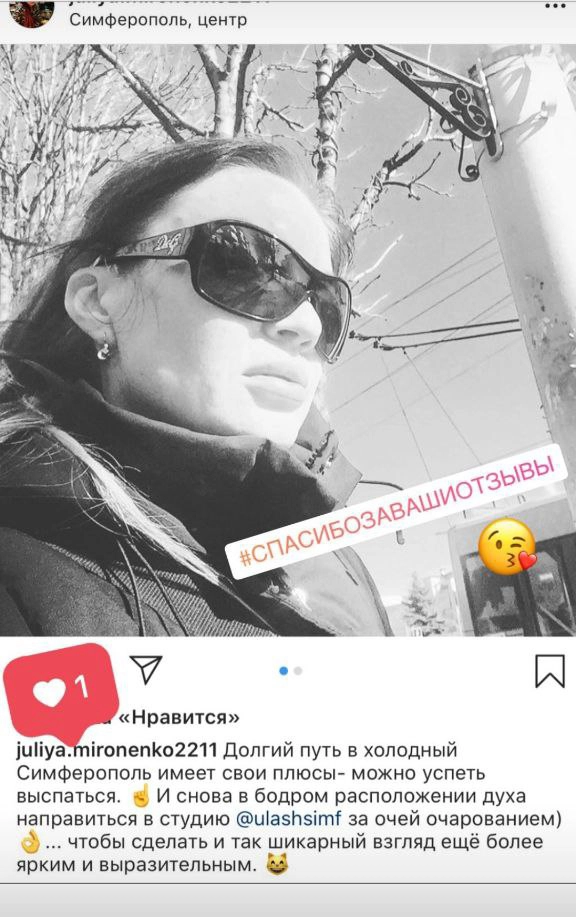 Симферополь, центр
D&G
#СПАСИБОЗАВАШИОТЗЫВЫ
1
«Нравится»
juliya.mironenko2211 Долгий путь в холодный
Симферополь имеет свои плюсы- можно успеть
выспаться. ☝ И снова в бодром расположении духа
направиться в студию @ulashsimf за очей очарованием)
👌... чтобы сделать и так шикарный взгляд ещё более
ярким и выразительным. 😸